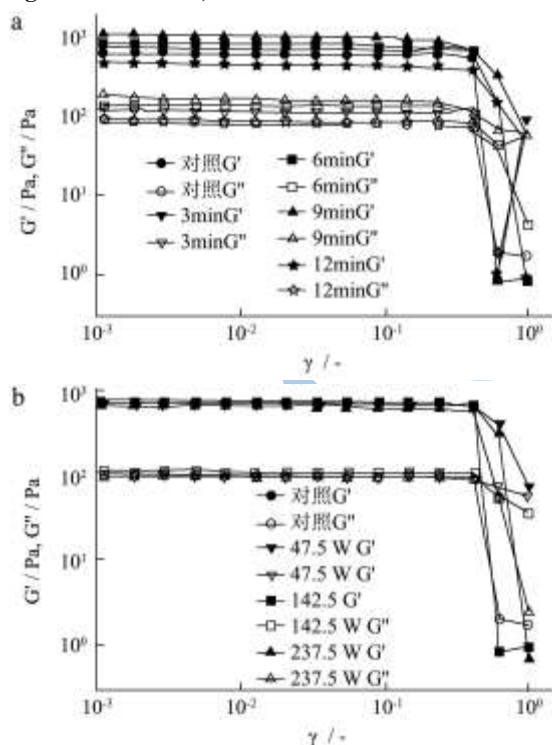 a
10³
10²
10¹
10⁰
G' / Pa, G" / Pa
对照G'
对照G"
3minG'
3minG"
6minG'
6minG"
9minG'
9minG"
12minG'
12minG"
10⁻³ 10⁻² 10⁻¹ 10⁰
γ / -
b
10³
10²
10¹
10⁰
G' / Pa, G" / Pa
对照G'
对照G"
47.5 W G'
47.5 W G'
142.5 G'
142.5 W G"
237.5 W G'
237.5 W G"
10⁻³ 10⁻² 10⁻¹ 10⁰
γ / -